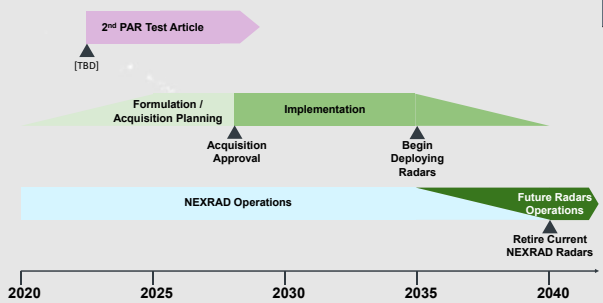 2nd PAR Test Article
[TBD]
Formulation /
Acquisition Planning
Implementation
Acquisition
Approval
Begin
Deploying
Radars
NEXRAD Operations
Future Radars
Operations
Retire Current
NEXRAD Radars
2020
2025
2030
2035
2040